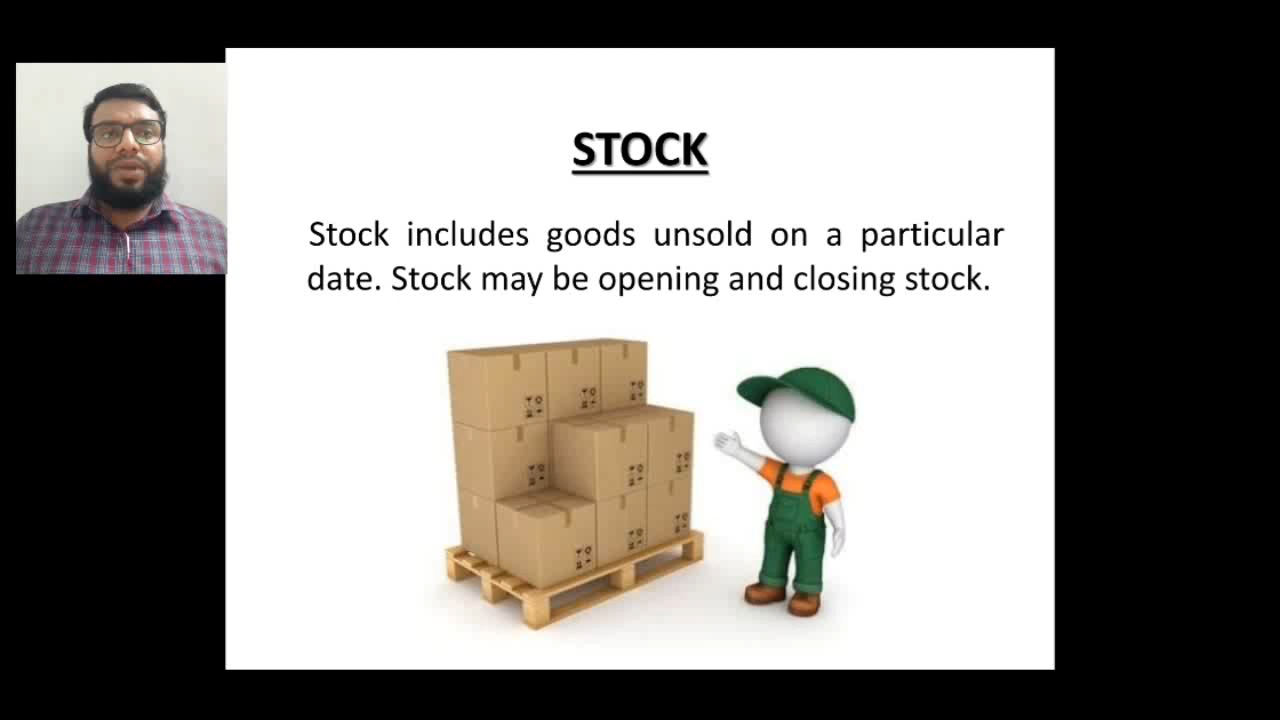 STOCK
Stock includes goods unsold on a particular
date. Stock may be opening and closing stock.